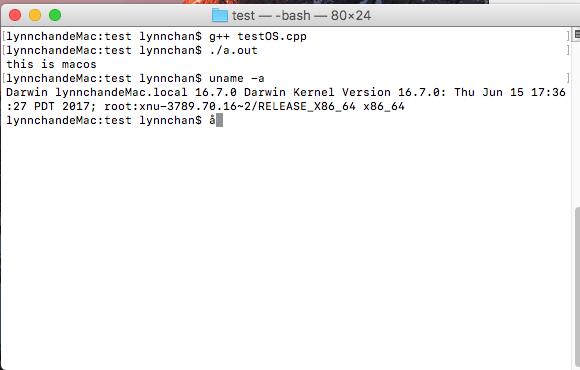 test — -bash — 80×24
[lynnchandeMac:test lynnchan$ g++ testOS.cpp ]
[lynnchandeMac:test lynnchan$ ./a.out ]
this is macos
[lynnchandeMac:test lynnchan$ uname -a ]
Darwin lynnchandeMac.local 16.7.0 Darwin Kernel Version 16.7.0: Thu Jun 15 17:36
:27 PDT 2017; root:xnu-3789.70.16~2/RELEASE_X86_64 x86_64
lynnchandeMac:test lynnchan$ å